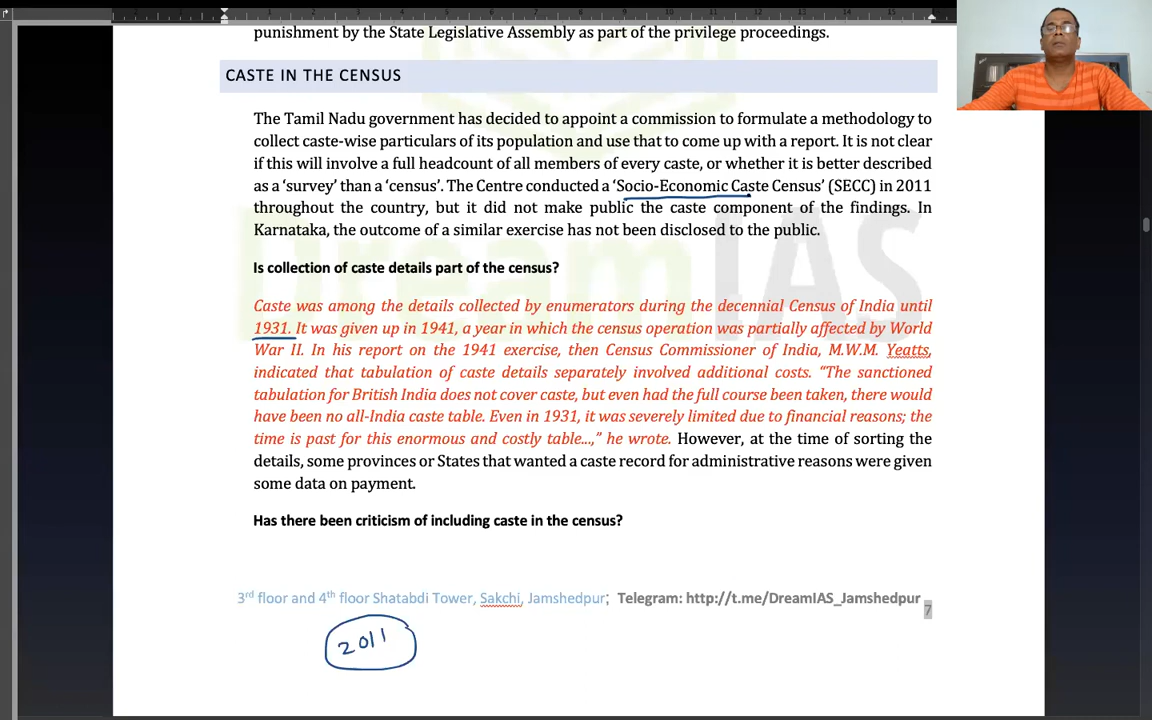 punishment by the State Legislative Assembly as part of the privilege proceedings.
CASTE IN THE CENSUS
The Tamil Nadu government has decided to appoint a commission to formulate a methodology to
collect caste-wise particulars of its population and use that to come up with a report. It is not clear
if this will involve a full headcount of all members of every caste, or whether it is better described
as a ‘survey’ than a ‘census’. The Centre conducted a ‘Socio-Economic Caste Census’ (SECC) in 2011
throughout the country, but it did not make public the caste component of the findings. In
Karnataka, the outcome of a similar exercise has not been disclosed to the public.
Is collection of caste details part of the census?
Caste was among the details collected by enumerators during the decennial Census of India until
1931. It was given up in 1941, a year in which the census operation was partially affected by World
War II. In his report on the 1941 exercise, then Census Commissioner of India, M.W.M. Yeatts,
indicated that tabulation of caste details separately involved additional costs. “The sanctioned
tabulation for British India does not cover caste, but even had the full course been taken, there would
have been no all-India caste table. Even in 1931, it was severely limited due to financial reasons; the
time is past for this enormous and costly table...,” he wrote. However, at the time of sorting the
details, some provinces or States that wanted a caste record for administrative reasons were given
some data on payment.
Has there been criticism of including caste in the census?
3rd floor and 4th floor Shatabdi Tower, Sakchi, Jamshedpur; Telegram: http://t.me/DreamIAS_Jamshedpur
7
2011
DreamIAS